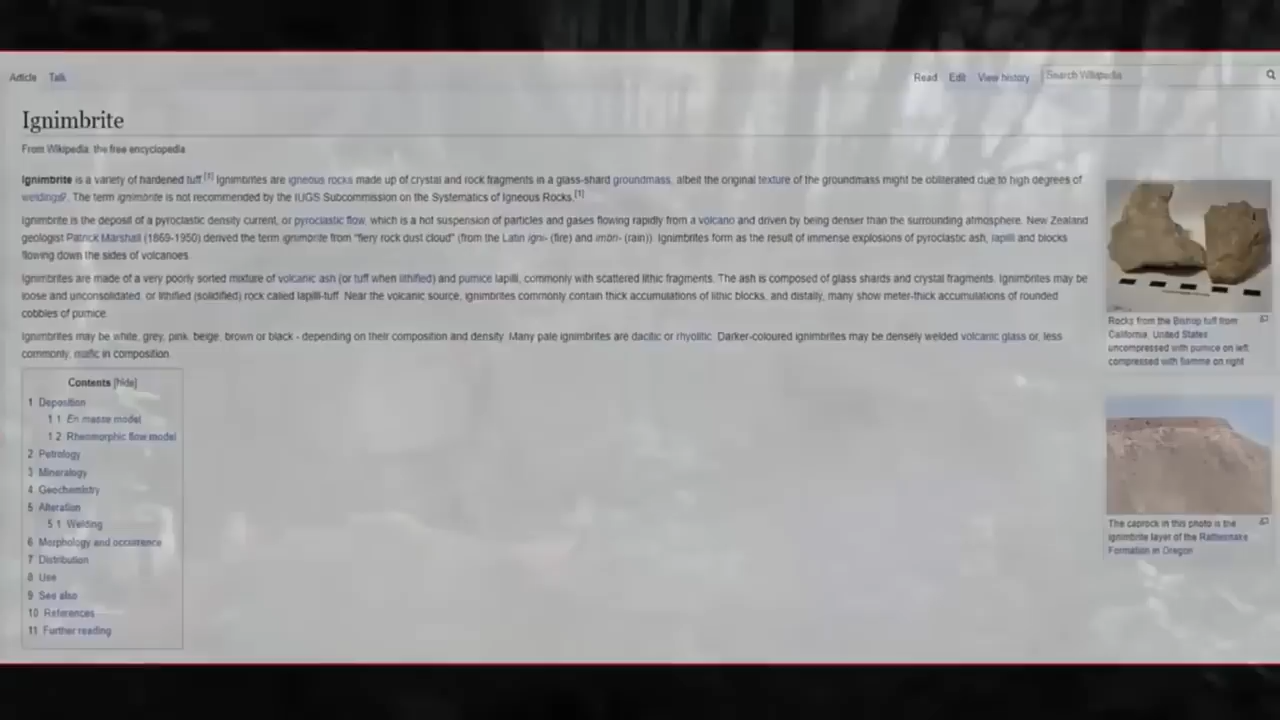 Article Talk
Read Edit View history Search Wikipedia
Ignimbrite
From Wikipedia, the free encyclopedia
Ignimbrite is a variety of hardened tuff.[1] Ignimbrites are igneous rocks made up of crystal and rock fragments in a glass-shard groundmass, albeit the original texture of the groundmass might be obliterated due to high degrees of
welding. The term ignimbrite is not recommended by the IUGS Subcommission on the Systematics of Igneous Rocks.[1]
Ignimbrite is the deposit of a pyroclastic density current, or pyroclastic flow, which is a hot suspension of particles and gases flowing rapidly from a volcano and driven by being denser than the surrounding atmosphere. New Zealand
geologist Patrick Marshall (1869-1950) derived the term ignimbrite from "fiery rock dust cloud" (from the Latin igni- (fire) and imbri- (rain)). Ignimbrites form as the result of immense explosions of pyroclastic ash, lapilli and blocks
flowing down the sides of volcanoes.
Ignimbrites are made of a very poorly sorted mixture of volcanic ash (or tuff when lithified) and pumice lapilli, commonly with scattered lithic fragments. The ash is composed of glass shards and crystal fragments. Ignimbrites may be
loose and unconsolidated, or lithified (solidified) rock called lapilli-tuff. Near the volcanic source, ignimbrites commonly contain thick accumulations of lithic blocks, and distally, many show meter-thick accumulations of rounded
cobbles of pumice.
Ignimbrites may be white, grey, pink, beige, brown or black - depending on their composition and density. Many pale ignimbrites are dacitic or rhyolitic. Darker-coloured ignimbrites may be densely welded volcanic glass or, less
commonly, mafic in composition.
Rocks from the Bishop tuff from
California, United States
uncompressed with pumice on left;
compressed with fiamme on right
The caprock in this photo is the
ignimbrite layer of the Rattlesnake
Formation in Oregon
Contents [hide]
1 Deposition
1.1 En masse model
1.2 Rheomorphic flow model
2 Petrology
3 Mineralogy
4 Geochemistry
5 Alteration
5.1 Welding
6 Morphology and occurrence
7 Distribution
8 Use
9 See also
10 References
11 Further reading